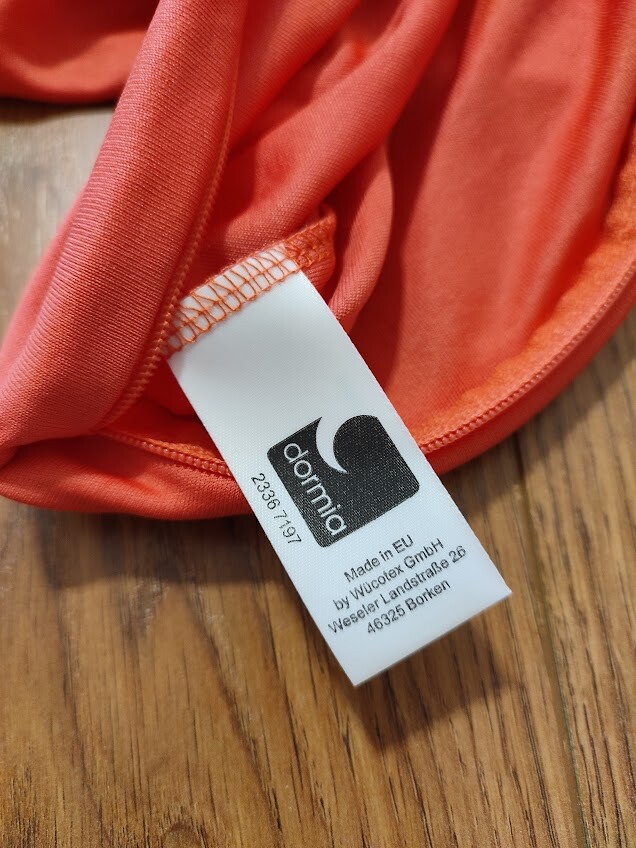 dormia
2336 7197
Made in EU
by Wücotex GmbH
Weseler Landstraße 26
46325 Borken